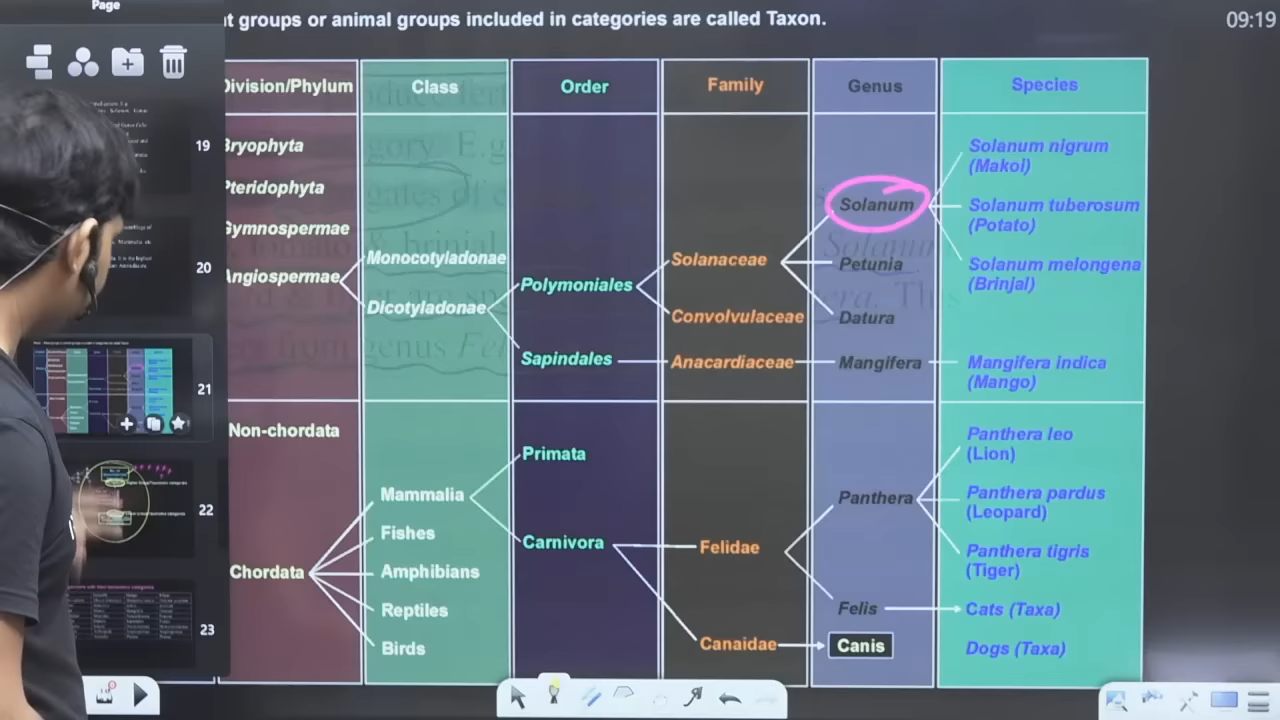 Page
t groups or animal groups included in categories are called Taxon.
09:19
Division/Phylum
Class
Order
Family
Genus
Species
19
20
21
22
23
Bryophyta
Pteridophyta
Gymnospermae
Angiospermae
Monocotyladonae
Dicotyladonae
Polymoniales
Sapindales
Solanaceae
Convolvulaceae
Anacardiaceae
Solanum
Petunia
Datura
Mangifera
Solanum nigrum
(Makoi)
Solanum tuberosum
(Potato)
Solanum melongena
(Brinjal)
Mangifera indica
(Mango)
Non-chordata
Chordata
Mammalia
Fishes
Amphibians
Reptiles
Birds
Primata
Carnivora
Felidae
Canaidae
Panthera
Felis
Canis
Panthera leo
(Lion)
Panthera pardus
(Leopard)
Panthera tigris
(Tiger)
Cats (Taxa)
Dogs (Taxa)